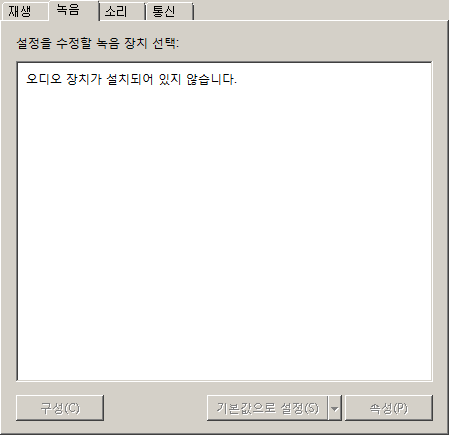 재생 녹음 소리 통신
설정을 수정할 녹음 장치 선택:
오디오 장치가 설치되어 있지 않습니다.
구성(C) 기본값으로 설정(S) 속성(P)